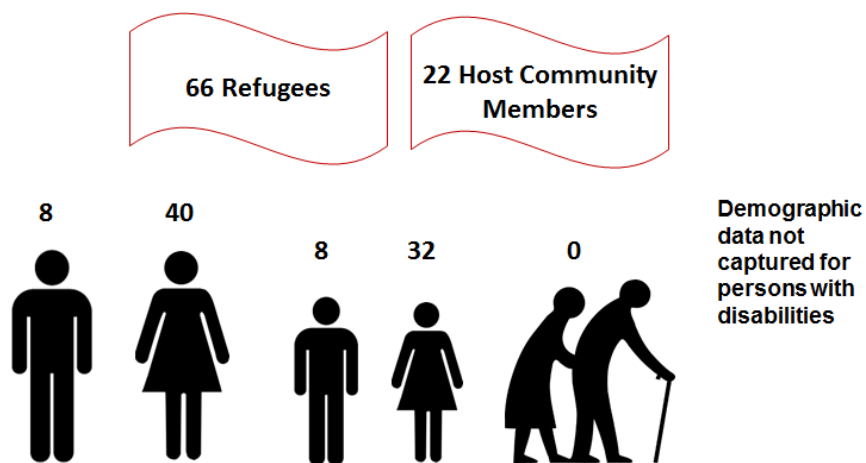 66 Refugees
22 Host Community
Members
8
40
8
32
0
Demographic
data not
captured for
persons with
disabilities